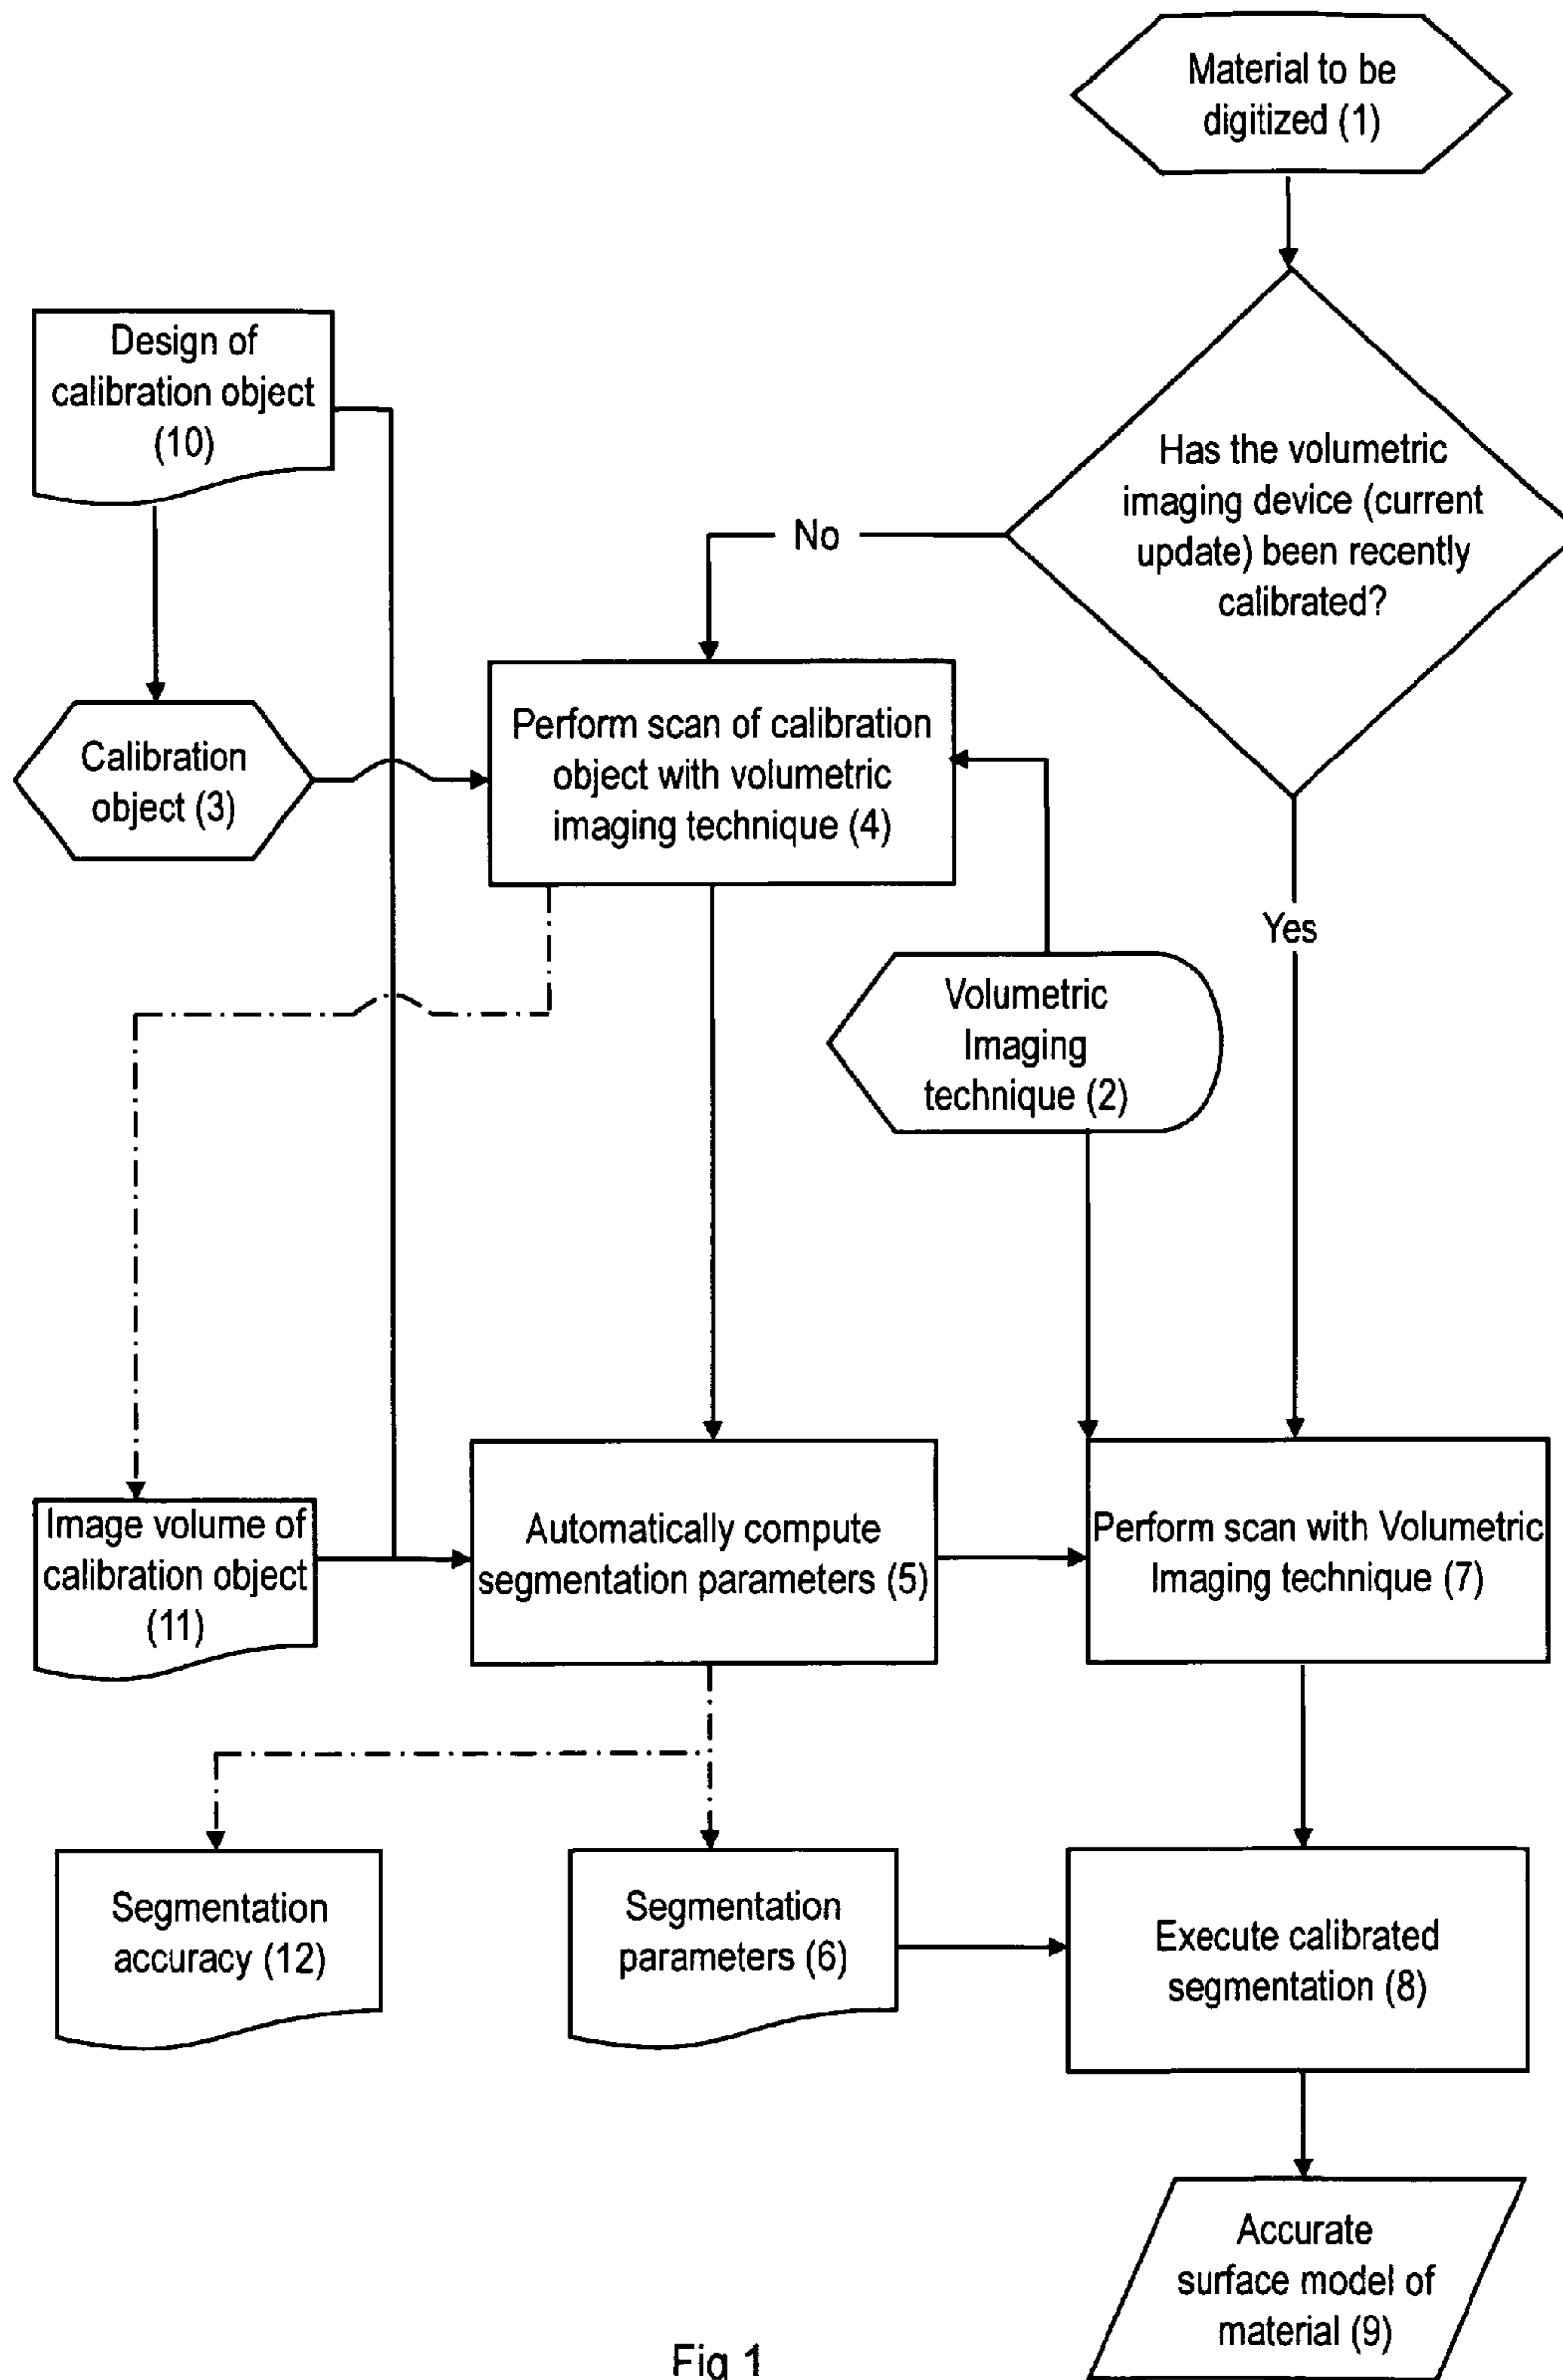 Material to be
digitized (1)
Design of
calibration object
(10)
Has the volumetric
imaging device (current
update) been recently
calibrated?
No
Perform scan of calibration
object with volumetric
imaging technique (4)
Calibration
object (3)
Yes
Volumetric
Imaging
technique (2)
Image volume of
calibration object
(11)
Automatically compute
segmentation parameters (5)
Perform scan with Volumetric
Imaging technique (7)
Segmentation
accuracy (12)
Segmentation
parameters (6)
Execute calibrated
segmentation (8)
Accurate
surface model of
material (9)
Fig 1